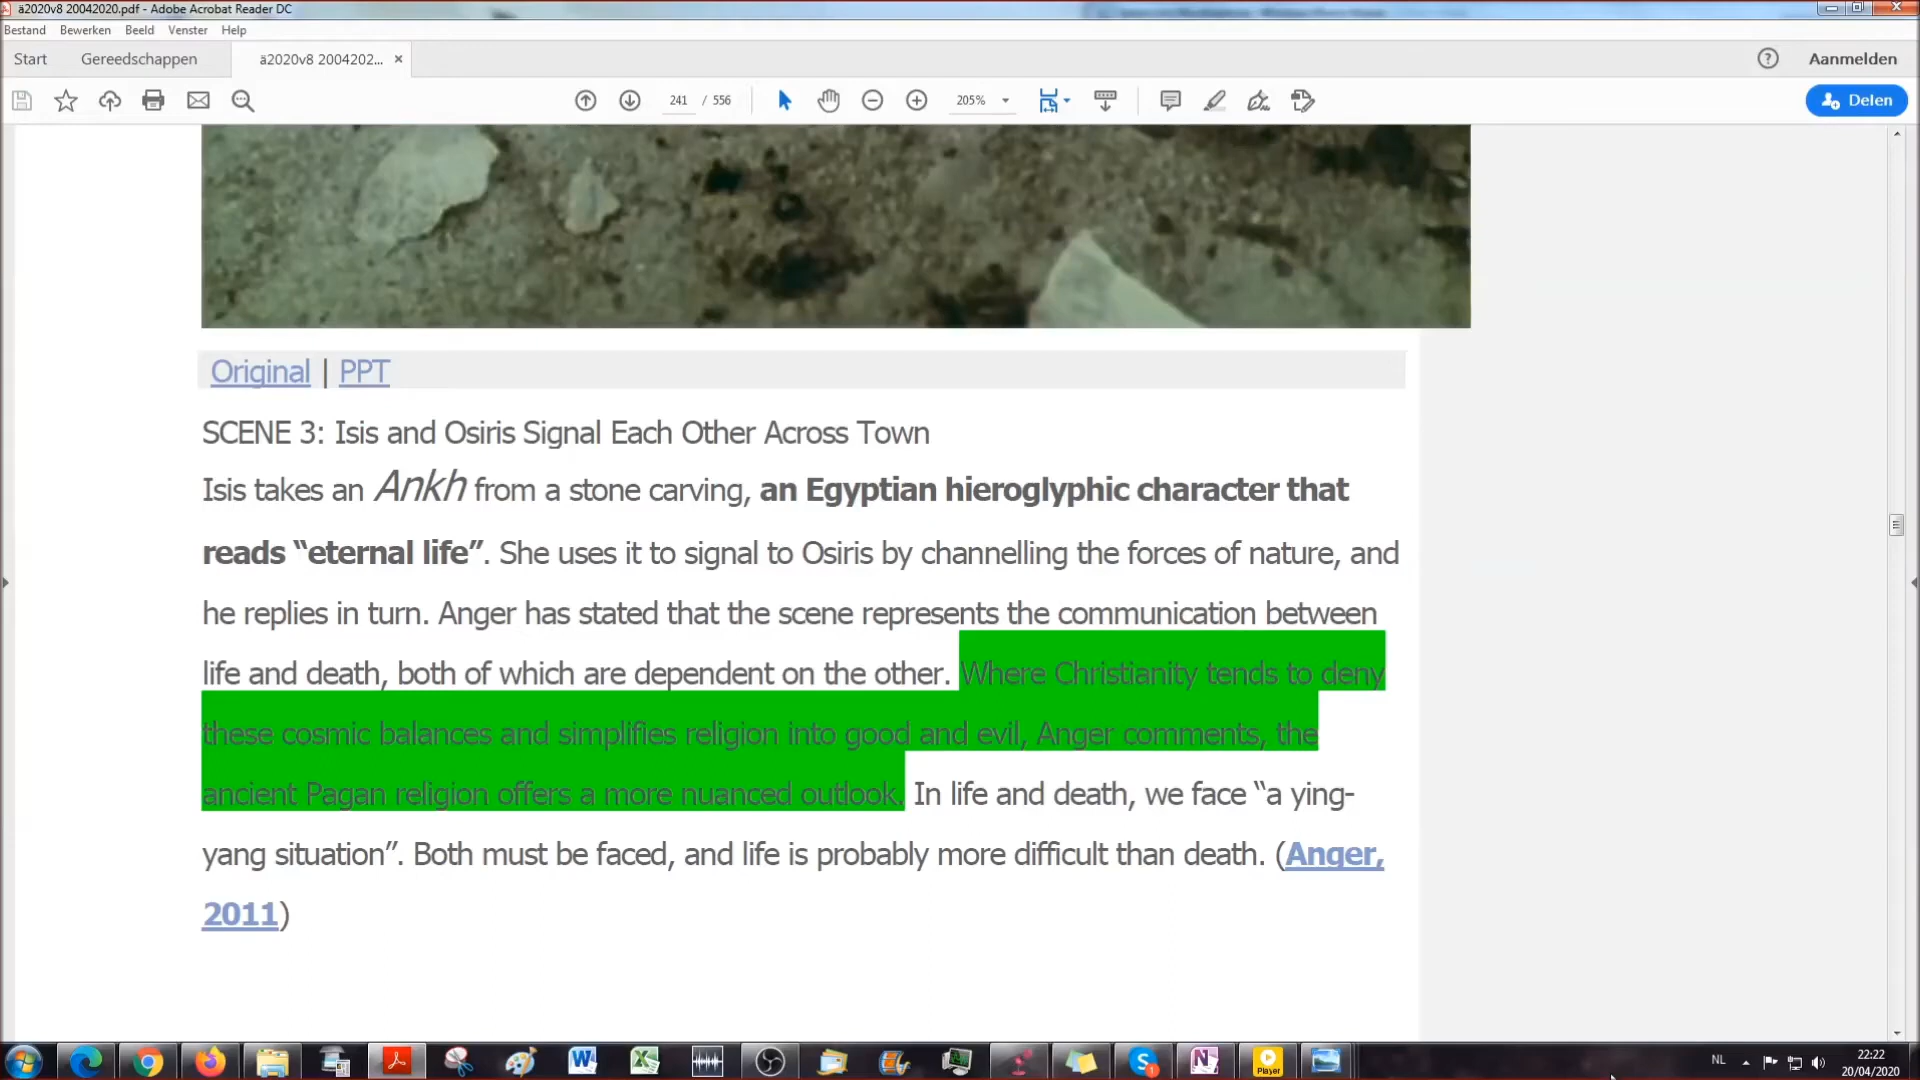 ä2020v8 20042020.pdf - Adobe Acrobat Reader DC
Bestand Bewerken Beeld Venster Help
Start Gereedschappen ä2020v8 2004202... × Aanmelden
241 / 556 205% Delen
Original | PPT
SCENE 3: Isis and Osiris Signal Each Other Across Town
Isis takes an Ankh from a stone carving, an Egyptian hieroglyphic character that
reads “eternal life”. She uses it to signal to Osiris by channelling the forces of nature, and
he replies in turn. Anger has stated that the scene represents the communication between
life and death, both of which are dependent on the other. Where Christianity tends to deny
these cosmic balances and simplifies religion into good and evil, Anger comments, the
ancient Pagan religion offers a more nuanced outlook. In life and death, we face “a ying-
yang situation”. Both must be faced, and life is probably more difficult than death. (Anger,
2011)
Player
NL 22:22
20/04/2020